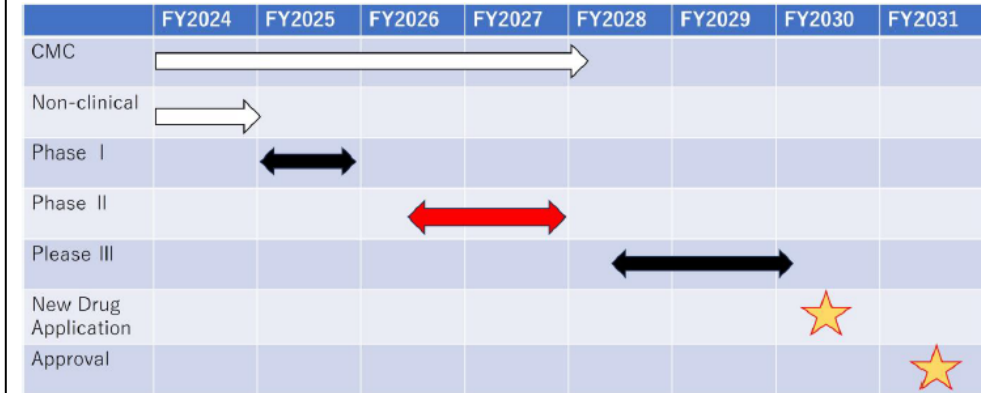 FY2024 FY2025 FY2026 FY2027 FY2028 FY2029 FY2030 FY2031
CMC
Non-clinical
Phase Ⅰ
Phase Ⅱ
Please III
New Drug
Application
Approval